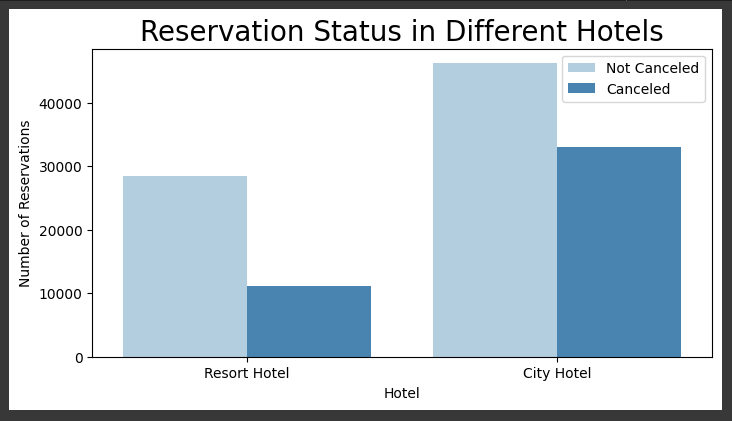 Reservation Status in Different Hotels
Not Canceled
Canceled
Number of Reservations
40000
30000
20000
10000
0
Resort Hotel
City Hotel
Hotel